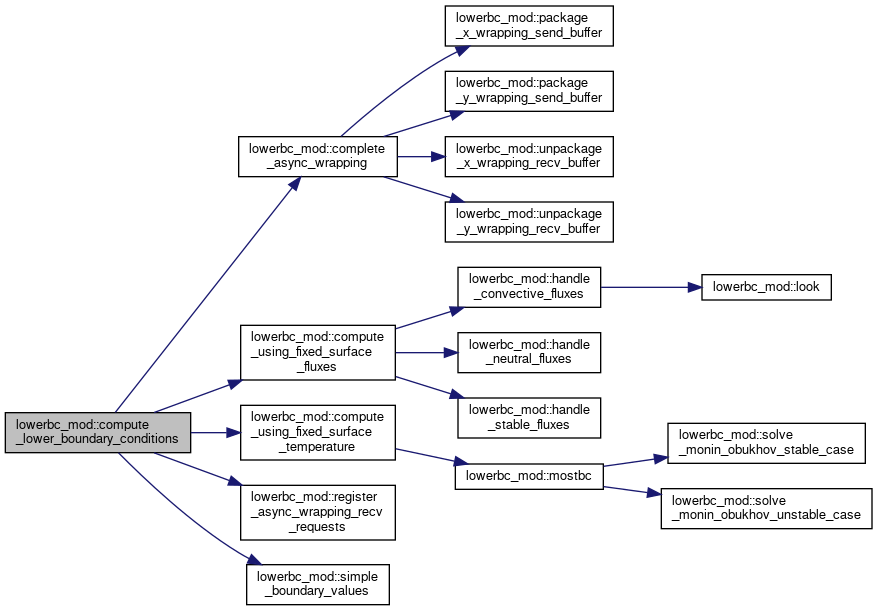 lowerbc_mod::package
_x_wrapping_send_buffer
lowerbc_mod::package
_y_wrapping_send_buffer
lowerbc_mod::complete
_async_wrapping
lowerbc_mod::unpackage
_x_wrapping_recv_buffer
lowerbc_mod::unpackage
_y_wrapping_recv_buffer
lowerbc_mod::handle
_convective_fluxes
lowerbc_mod::look
lowerbc_mod::compute
_using_fixed_surface
_fluxes
lowerbc_mod::handle
_neutral_fluxes
lowerbc_mod::handle
_stable_fluxes
lowerbc_mod::compute
_lower_boundary_conditions
lowerbc_mod::compute
_using_fixed_surface
_temperature
lowerbc_mod::mostbc
lowerbc_mod::solve
_monin_obukhov_stable_case
lowerbc_mod::solve
_monin_obukhov_unstable_case
lowerbc_mod::register
_async_wrapping_recv
_requests
lowerbc_mod::simple
_boundary_values